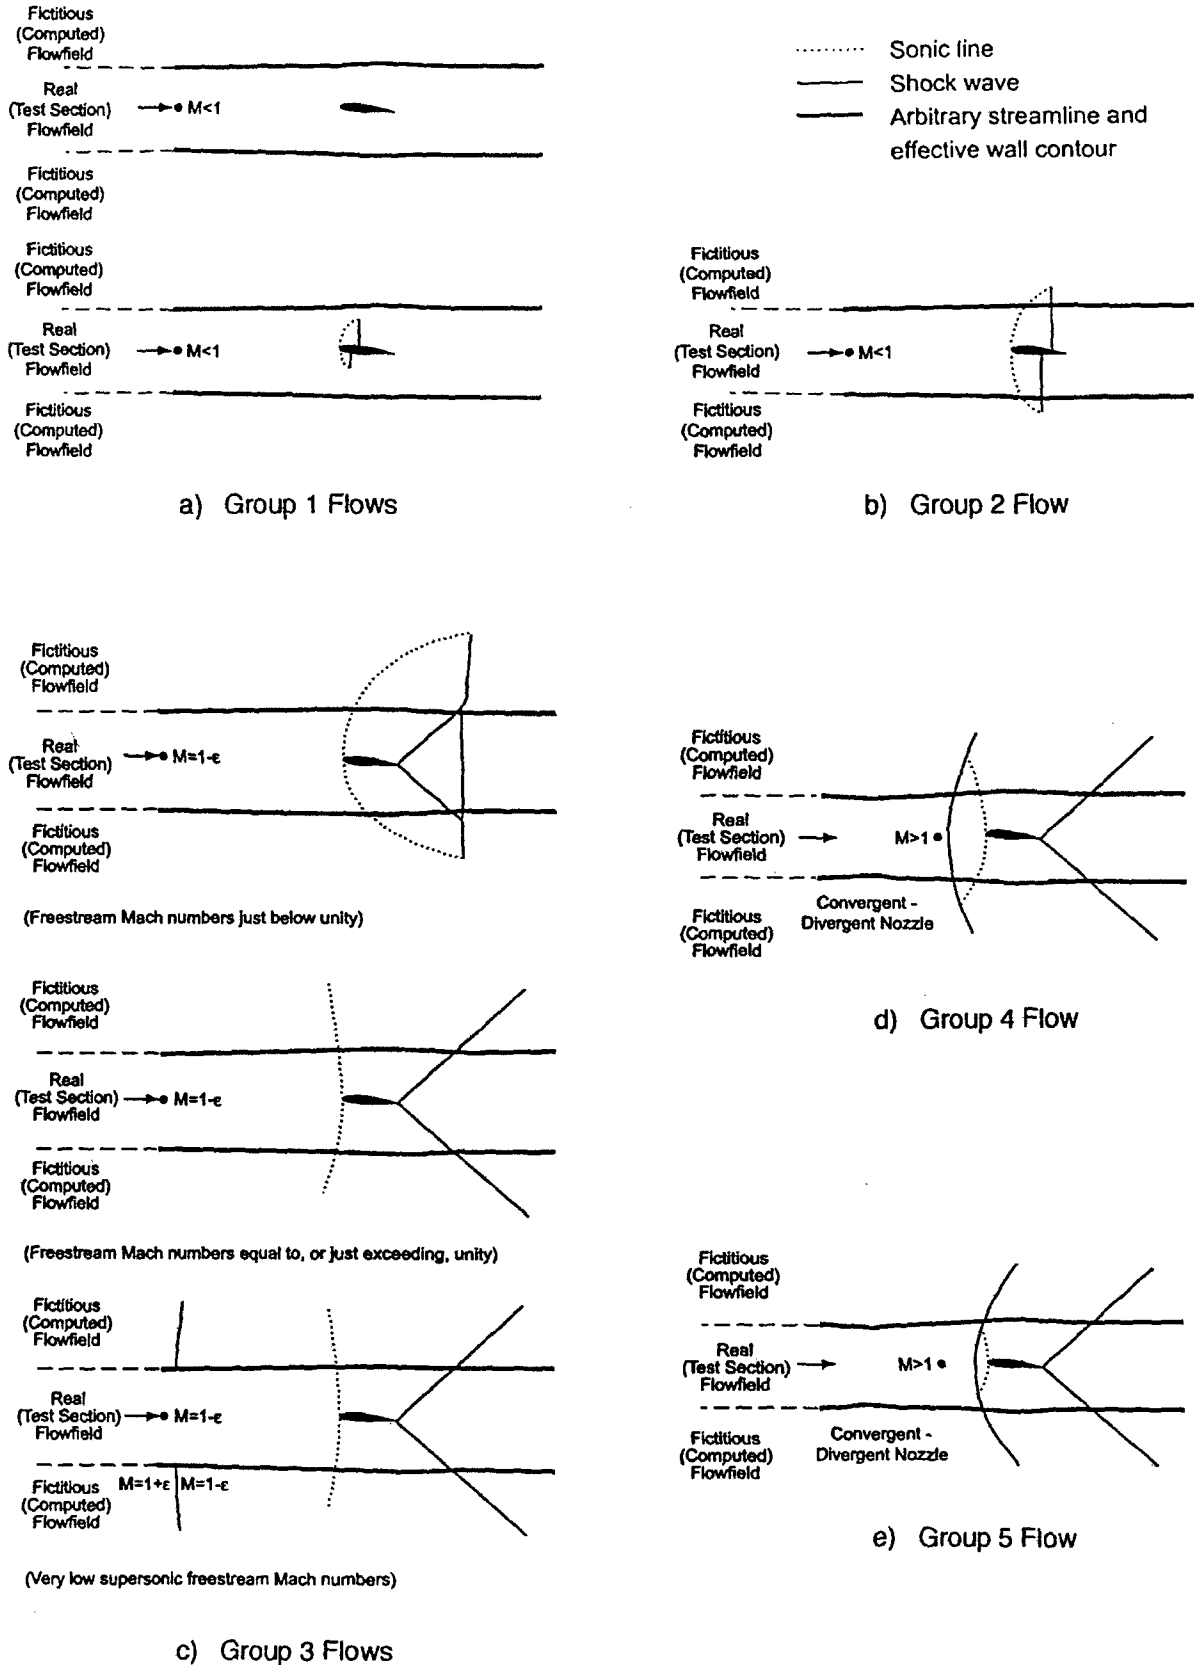 Fictitious
(Computed)
Flowfield
Real
(Test Section)
Flowfield
M<1
Fictitious
(Computed)
Flowfield
Fictitious
(Computed)
Flowfield
Real
(Test Section)
Flowfield
M<1
Fictitious
(Computed)
Flowfield
a) Group 1 Flows
Sonic line
Shock wave
Arbitrary streamline and
effective wall contour
Fictitious
(Computed)
Flowfield
Real
(Test Section)
Flowfield
M<1
Fictitious
(Computed)
Flowfield
b) Group 2 Flow
Fictitious
(Computed)
Flowfield
Real
(Test Section)
Flowfield
M=1-ε
Fictitious
(Computed)
Flowfield
(Freestream Mach numbers just below unity)
Fictitious
(Computed)
Flowfield
Real
(Test Section)
Flowfield
M=1-ε
Fictitious
(Computed)
Flowfield
(Freestream Mach numbers equal to, or just exceeding, unity)
Fictitious
(Computed)
Flowfield
Real
(Test Section)
Flowfield
M=1-ε
Fictitious
(Computed)
Flowfield
M=1+ε
M=1-ε
(Very low supersonic freestream Mach numbers)
c) Group 3 Flows
Fictitious
(Computed)
Flowfield
Real
(Test Section)
Flowfield
M>1
Fictitious
(Computed)
Flowfield
Convergent -
Divergent Nozzle
d) Group 4 Flow
Fictitious
(Computed)
Flowfield
Real
(Test Section)
Flowfield
M>1
Fictitious
(Computed)
Flowfield
Convergent -
Divergent Nozzle
e) Group 5 Flow